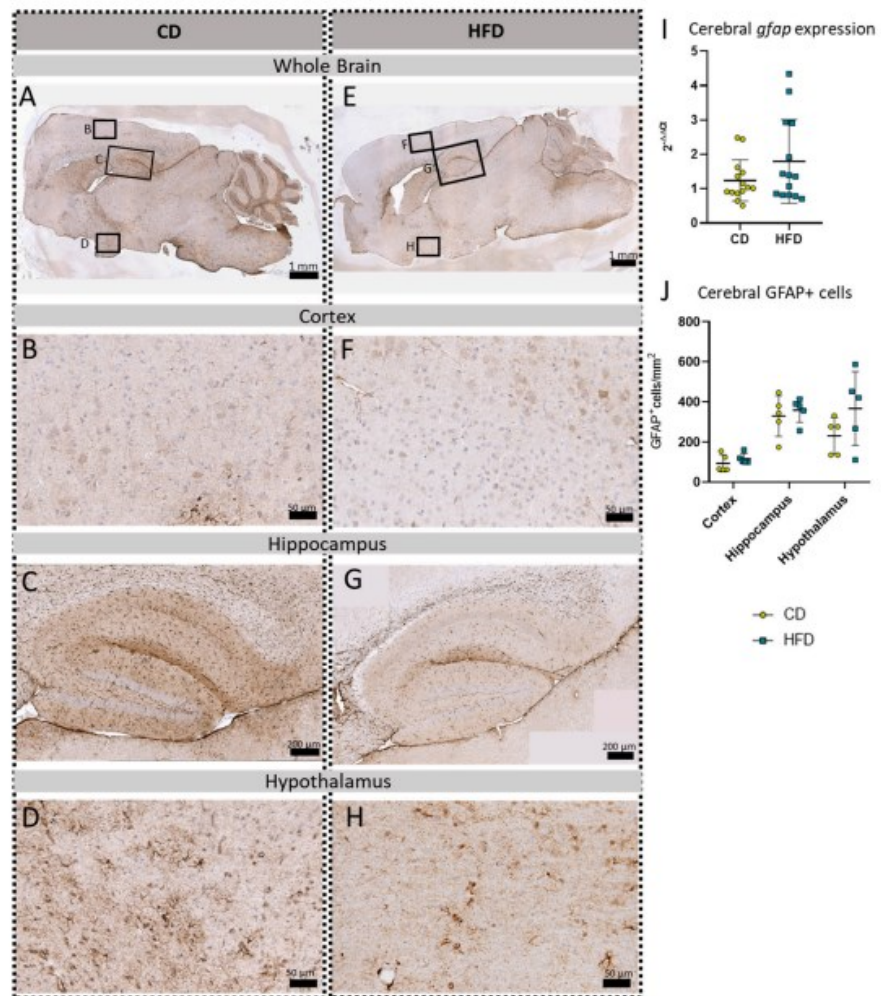 CD
HFD
Whole Brain
A
B
C
D
1 mm
E
F
G
H
1 mm
Cortex
B
50 µm
F
50 µm
Hippocampus
C
200 µm
G
200 µm
Hypothalamus
D
50 µm
H
50 µm
I
Cerebral gfap expression
5
4
3
2
1
0
CD
HFD
J
Cerebral GFAP+ cells
GFAP⁺cells/mm²
800
600
400
200
0
Cortex
Hippocampus
Hypothalamus
CD
HFD